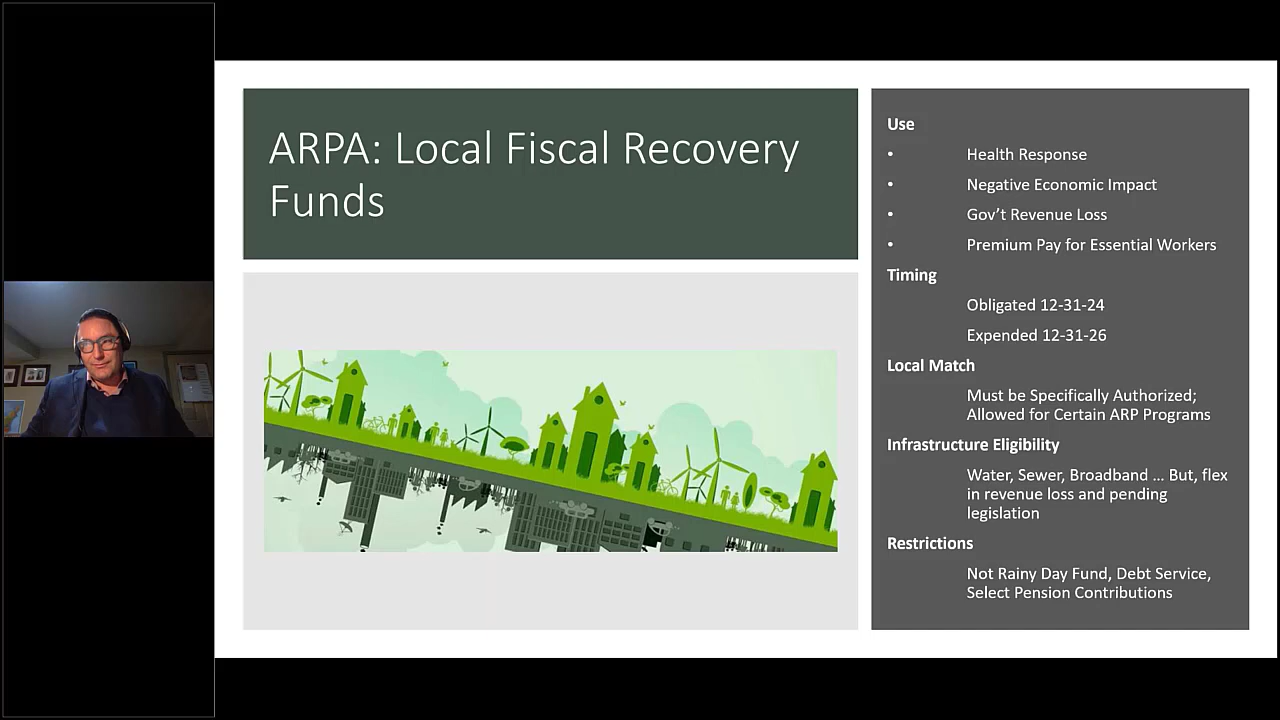 ARPA: Local Fiscal Recovery
Funds
Use
• Health Response
• Negative Economic Impact
• Gov’t Revenue Loss
• Premium Pay for Essential Workers
Timing
Obligated 12-31-24
Expended 12-31-26
Local Match
Must be Specifically Authorized;
Allowed for Certain ARP Programs
Infrastructure Eligibility
Water, Sewer, Broadband … But, flex
in revenue loss and pending
legislation
Restrictions
Not Rainy Day Fund, Debt Service,
Select Pension Contributions